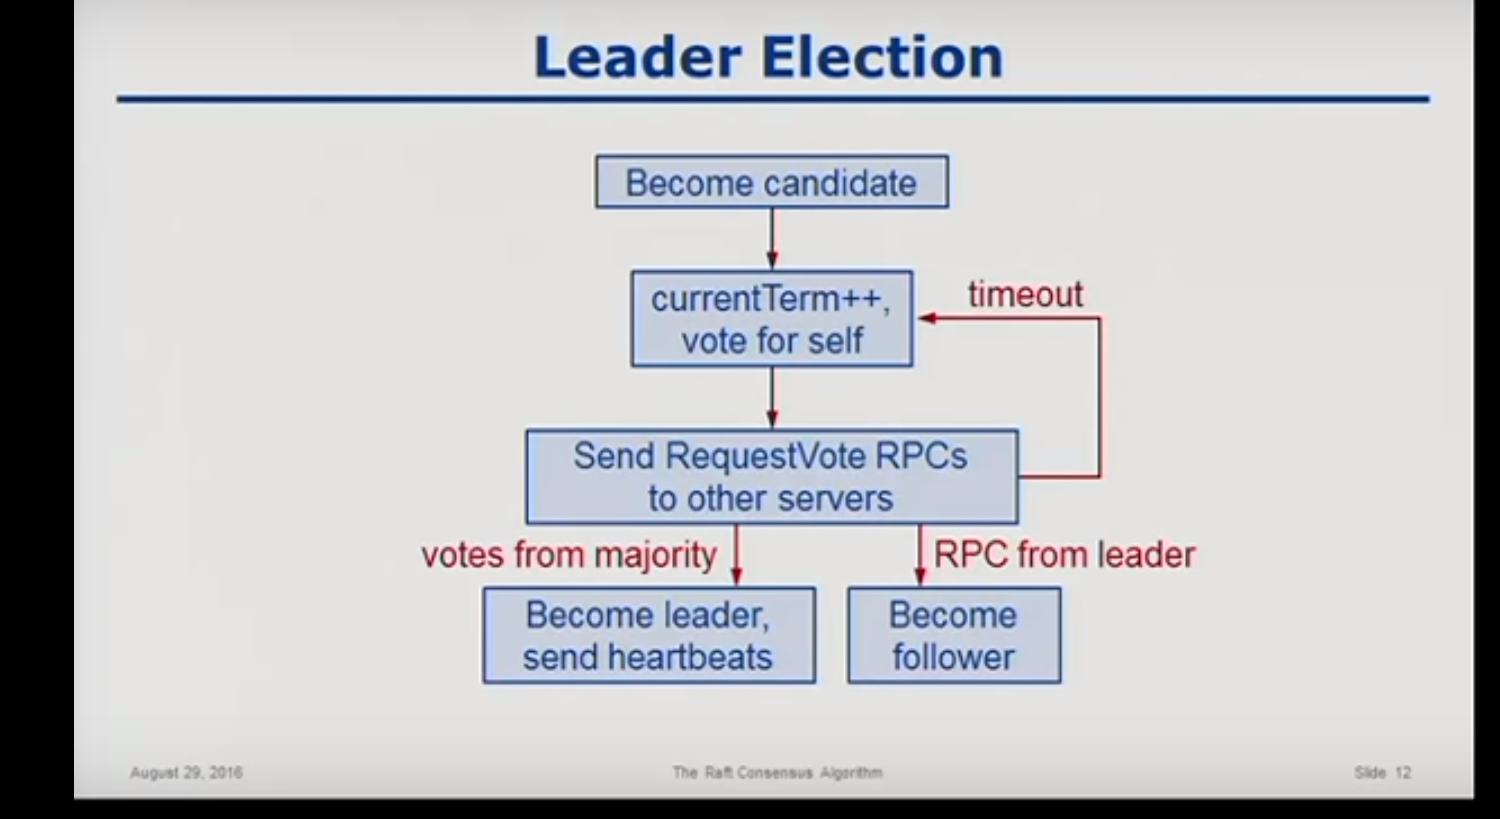 Leader Election
Become candidate
currentTerm++,
vote for self
timeout
Send RequestVote RPCs
to other servers
votes from majority
RPC from leader
Become leader,
send heartbeats
Become
follower
August 29, 2016
The Raft Consensus Algorithm
Slide 12